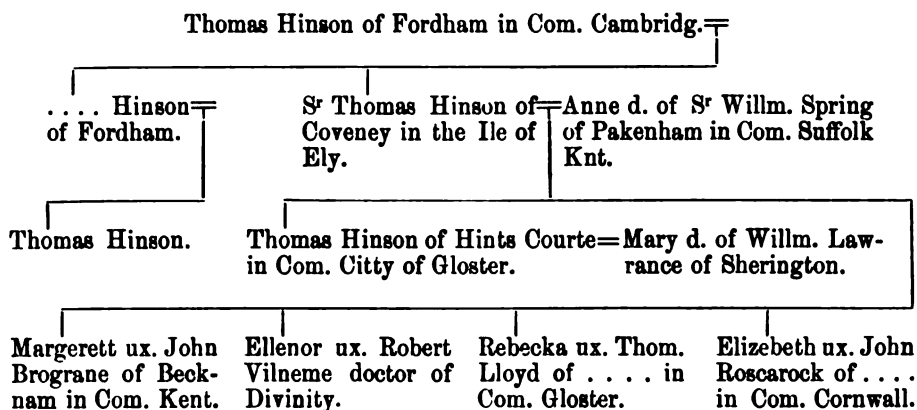 Thomas Hinson of Fordham in Com. Cambridg.
. . . . Hinson
of Fordham.
Sʳ Thomas Hinson of
Coveney in the Ile of
Ely.
Anne d. of Sʳ Willm. Spring
of Pakenham in Com. Suffolk
Knt.
Thomas Hinson.
Thomas Hinson of Hints Courte
in Com. Citty of Gloster.
Mary d. of Willm. Law-
rance of Sherington.
Margerett ux. John
Brograne of Beck-
nam in Com. Kent.
Ellenor ux. Robert
Vilneme doctor of
Divinity.
Rebecka ux. Thom.
Lloyd of . . . . in
Com. Gloster.
Elizebeth ux. John
Roscarock of . . . .
in Com. Cornwall.